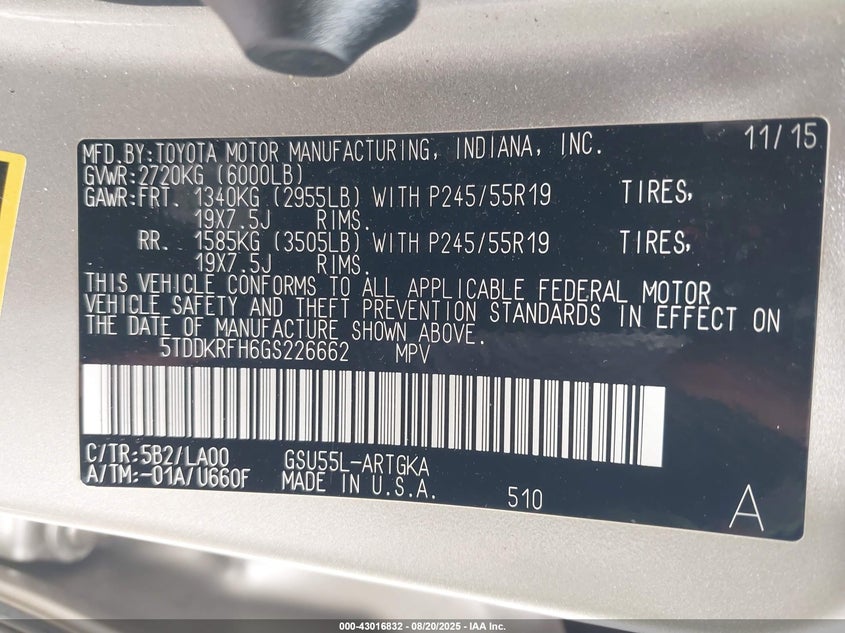 11/15
MFD.BY:TOYOTA MOTOR MANUFACTURING, INDIANA, INC.
GVWR:2720KG (6000LB)
GAWR:FRT. 1340KG (2955LB) WITH P245/55R19 TIRES,
19X7.5J RIMS.
RR. 1585KG (3505LB) WITH P245/55R19 TIRES,
19X7.5J RIMS.
THIS VEHICLE CONFORMS TO ALL APPLICABLE FEDERAL MOTOR
VEHICLE SAFETY AND THEFT PREVENTION STANDARDS IN EFFECT ON
THE DATE OF MANUFACTURE SHOWN ABOVE.
5TDDKRFH6GS226662 MPV
C/TR:5B2/LA00 GSU55L-ARTGKA
A/TM:-01A/U660F MADE IN U.S.A.
510 A
000-43016832 - 08/20/2025 - IAA Inc.